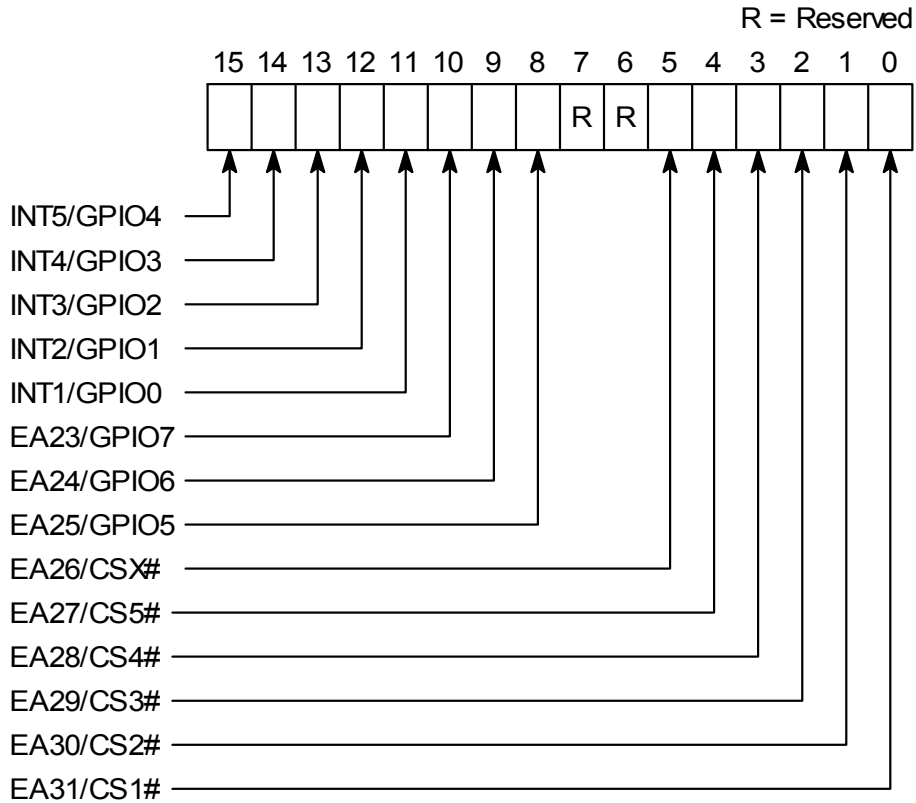 R = Reserved
15 14 13 12 11 10 9 8 7 6 5 4 3 2 1 0
R R
INT5/GPIO4
INT4/GPIO3
INT3/GPIO2
INT2/GPIO1
INT1/GPIO0
EA23/GPIO7
EA24/GPIO6
EA25/GPIO5
EA26/CSX#
EA27/CS5#
EA28/CS4#
EA29/CS3#
EA30/CS2#
EA31/CS1#